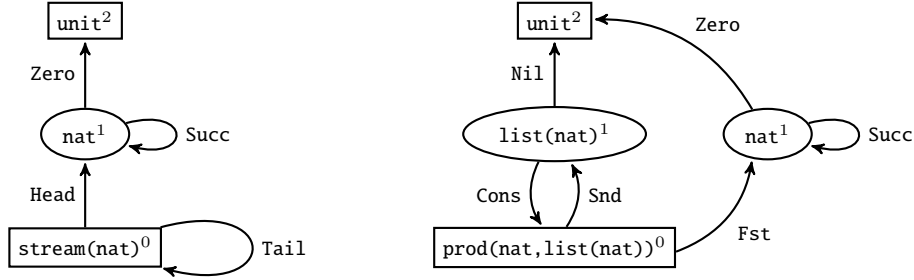 unit²
Zero
nat¹
Succ
Head
stream(nat)⁰
Tail
unit²
Zero
Nil
list(nat)¹
nat¹
Succ
Cons
Snd
Fst
prod(nat,list(nat))⁰